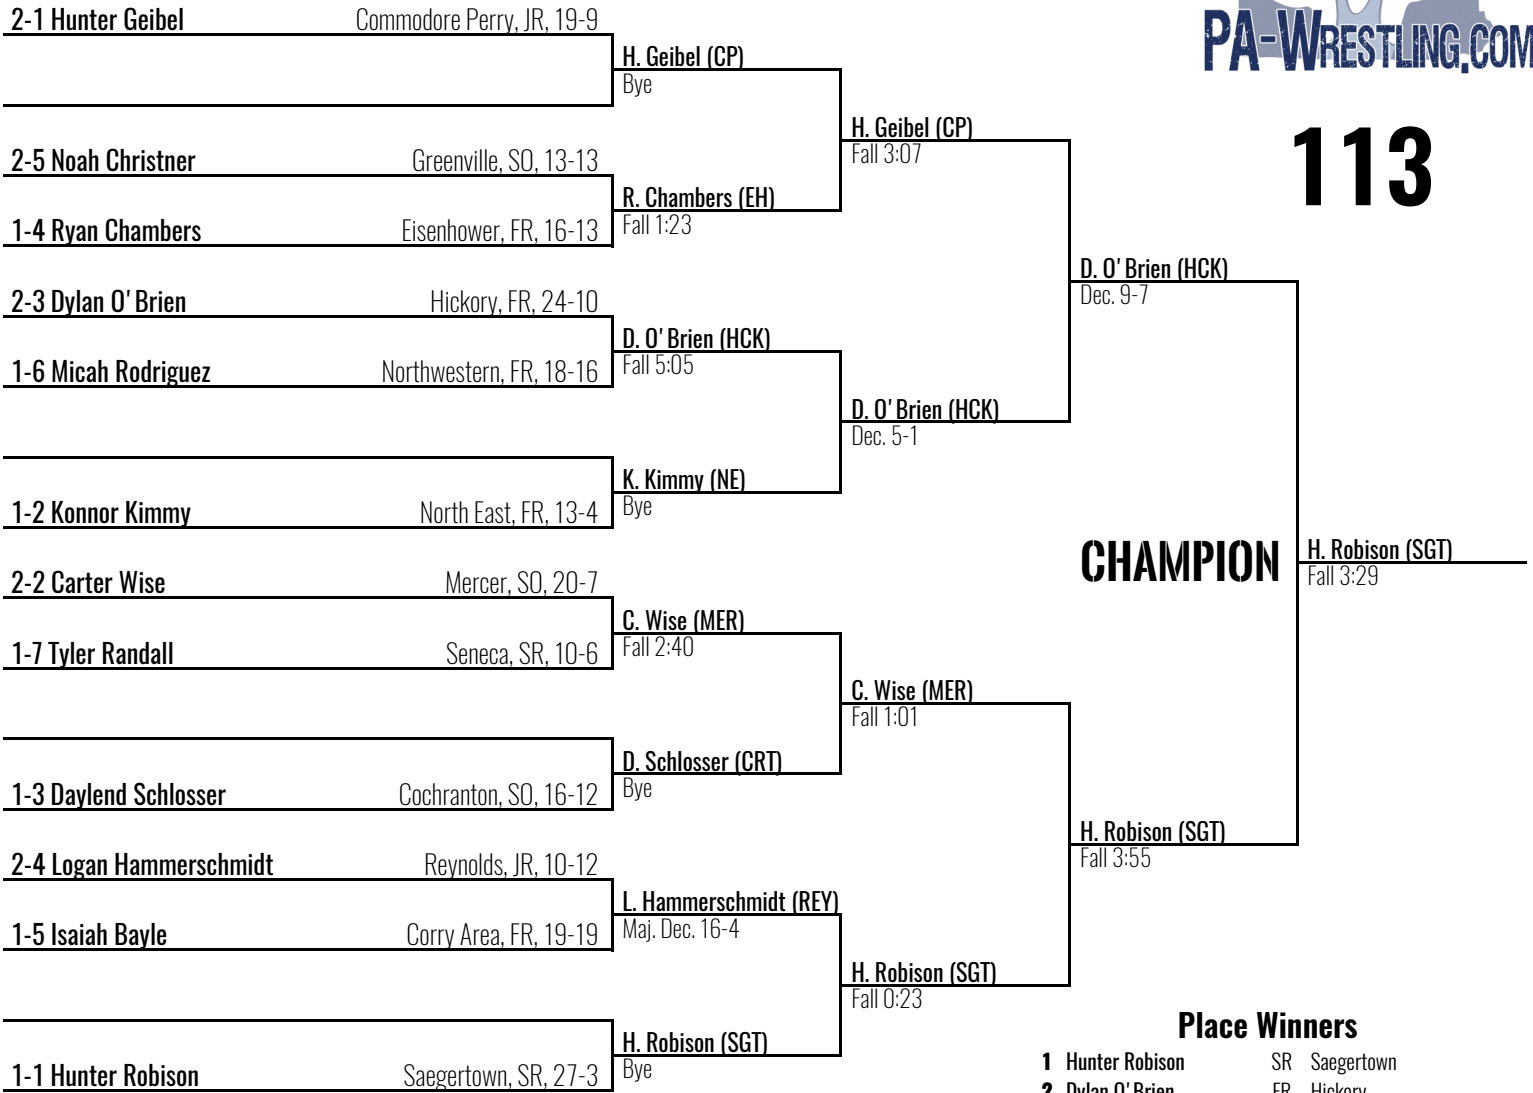 PA-WRESTLING.COM
113
2-1 Hunter Geibel Commodore Perry, JR, 19-9
H. Geibel (CP)
Bye
2-5 Noah Christner Greenville, SO, 13-13
1-4 Ryan Chambers Eisenhower, FR, 16-13
R. Chambers (EH)
Fall 1:23
H. Geibel (CP)
Fall 3:07
2-3 Dylan O'Brien Hickory, FR, 24-10
1-6 Micah Rodriguez Northwestern, FR, 18-16
D. O'Brien (HCK)
Fall 5:05
1-2 Konnor Kimmy North East, FR, 13-4
K. Kimmy (NE)
Bye
D. O'Brien (HCK)
Dec. 5-1
D. O'Brien (HCK)
Dec. 9-7
2-2 Carter Wise Mercer, SO, 20-7
1-7 Tyler Randall Seneca, SR, 10-6
C. Wise (MER)
Fall 2:40
1-3 Daylend Schlosser Cochranton, SO, 16-12
D. Schlosser (CRT)
Bye
C. Wise (MER)
Fall 1:01
2-4 Logan Hammerschmidt Reynolds, JR, 10-12
1-5 Isaiah Bayle Corry Area, FR, 19-19
L. Hammerschmidt (REY)
Maj. Dec. 16-4
1-1 Hunter Robison Saegertown, SR, 27-3
H. Robison (SGT)
Bye
H. Robison (SGT)
Fall 0:23
H. Robison (SGT)
Fall 3:55
CHAMPION
H. Robison (SGT)
Fall 3:29
Place Winners
1 Hunter Robison SR Saegertown
2 Dylan O'Brien FR Hickory